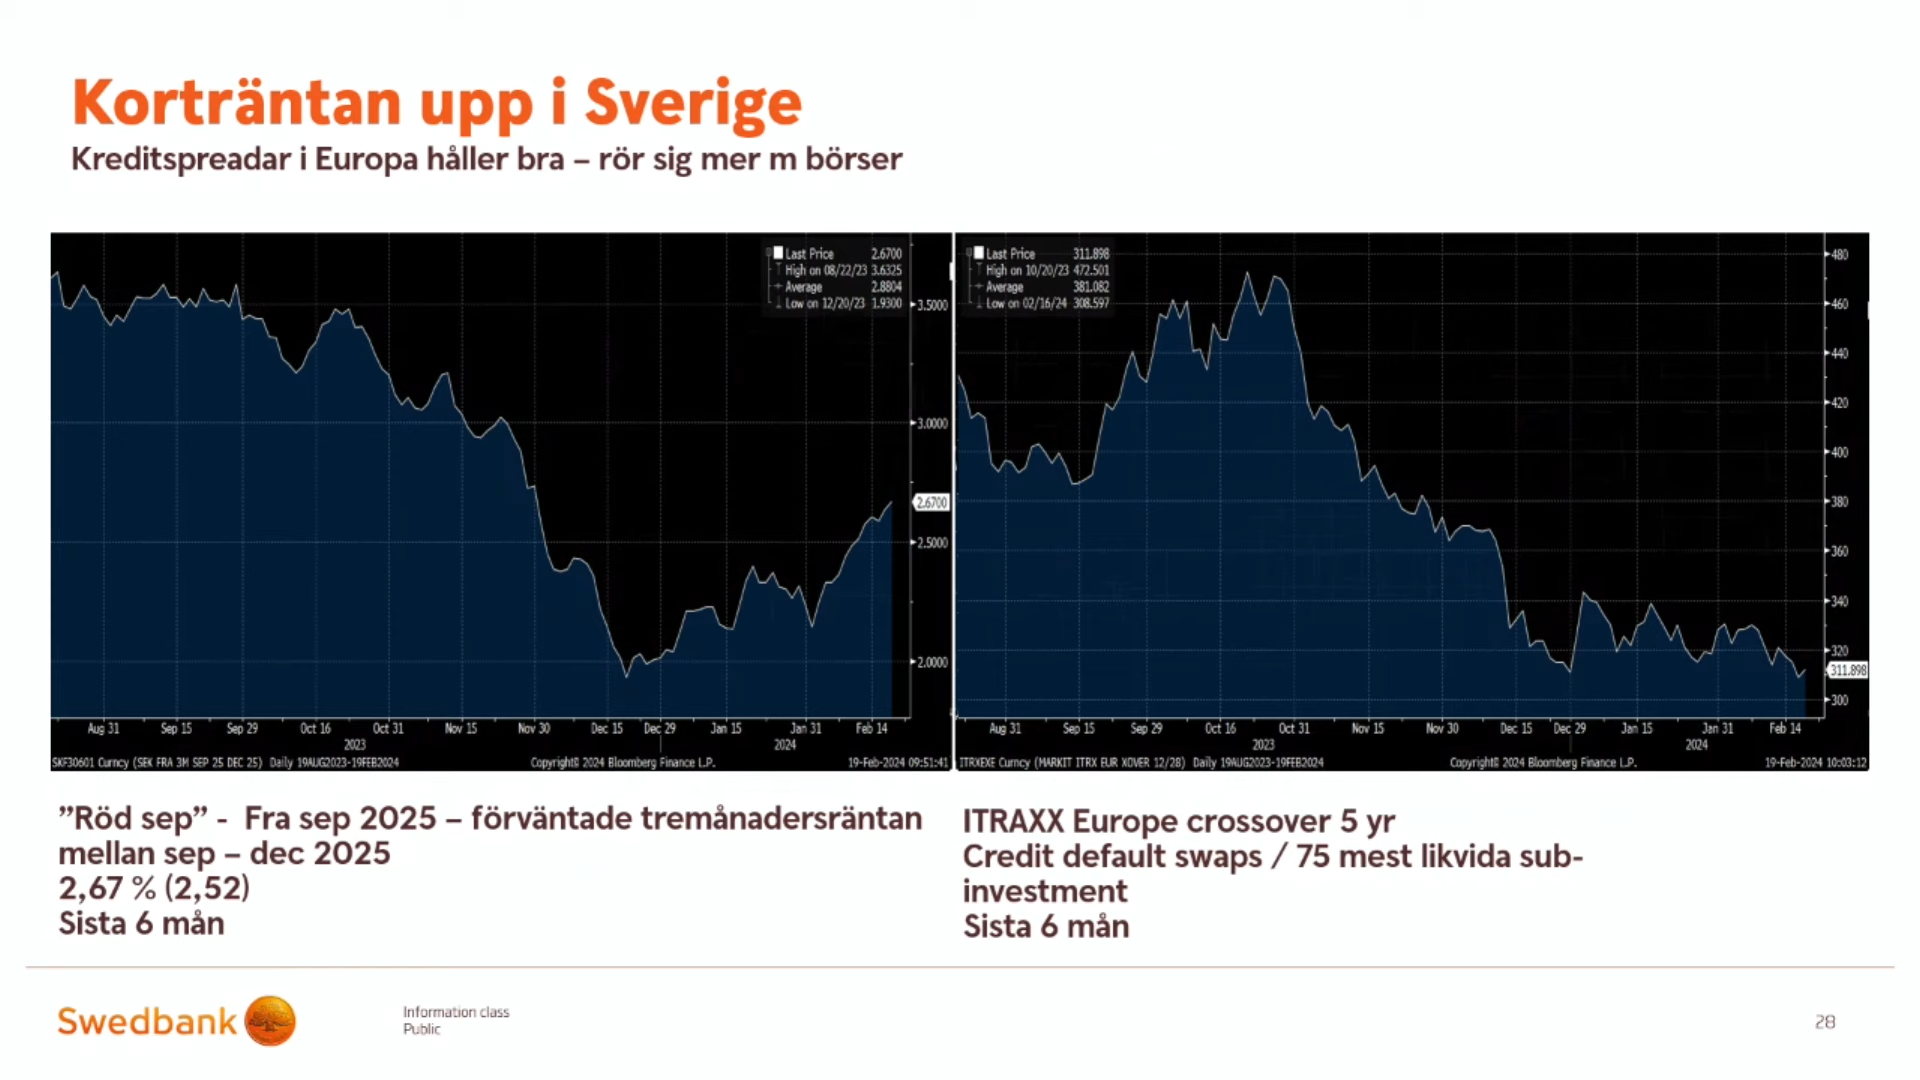 Korträntan upp i Sverige
Kreditspreadar i Europa håller bra – rör sig mer m börser
Last Price 2.6700
High on 08/22/23 3.6325
Average 2.8804
Low on 12/20/23 1.9300
3.5000
3.0000
2.6700
2.5000
2.0000
Aug 31 Sep 15 Sep 29 Oct 16 Oct 31 Nov 15 Nov 30 Dec 15 Dec 29 Jan 15 Jan 31 Feb 14
2023 2024
SKF30601 Curncy (SEK FRA 3M SEP 25 DEC 25) Daily 19AUG2023-19FEB2024 Copyright© 2024 Bloomberg Finance L.P. 19-Feb-2024 09:51:41
Last Price 311.898
High on 10/20/23 472.501
Average 381.082
Low on 02/16/24 308.597
480
460
440
420
400
380
360
340
320
311.898
300
Aug 31 Sep 15 Sep 29 Oct 16 Oct 31 Nov 15 Nov 30 Dec 15 Dec 29 Jan 15 Jan 31 Feb 14
2023 2024
ITRXEXE Curncy (MARKIT ITRX EUR XOVER 12/28) Daily 19AUG2023-19FEB2024 Copyright© 2024 Bloomberg Finance L.P. 19-Feb-2024 10:03:12
”Röd sep” - Fra sep 2025 – förväntade tremånadersräntan
mellan sep – dec 2025
2,67 % (2,52)
Sista 6 mån
ITRAXX Europe crossover 5 yr
Credit default swaps / 75 mest likvida sub-
investment
Sista 6 mån
Swedbank
Information class
Public
28